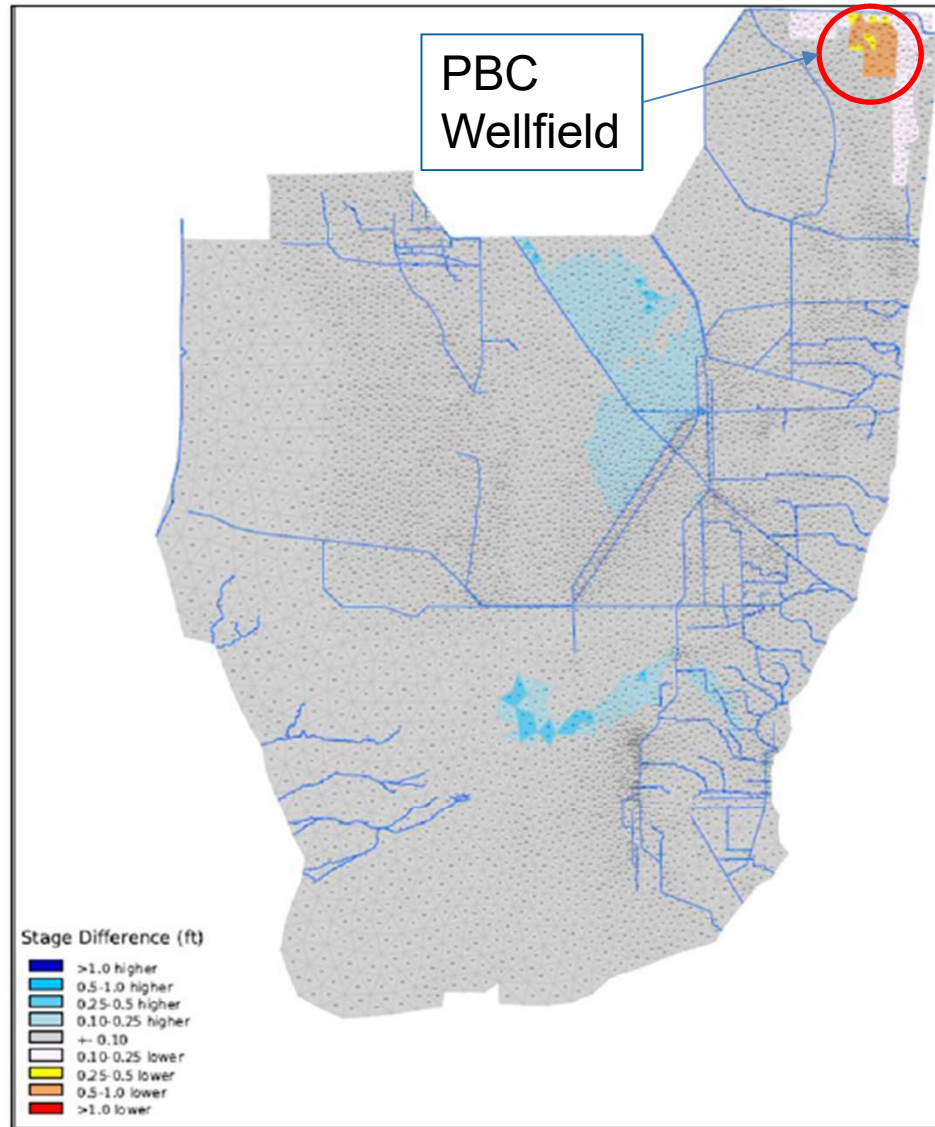 PBC
Wellfield
Stage Difference (ft)
>1.0 higher
0.5-1.0 higher
0.25-0.5 higher
0.10-0.25 higher
+- 0.10
0.10-0.25 lower
0.25-0.5 lower
0.5-1.0 lower
>1.0 lower